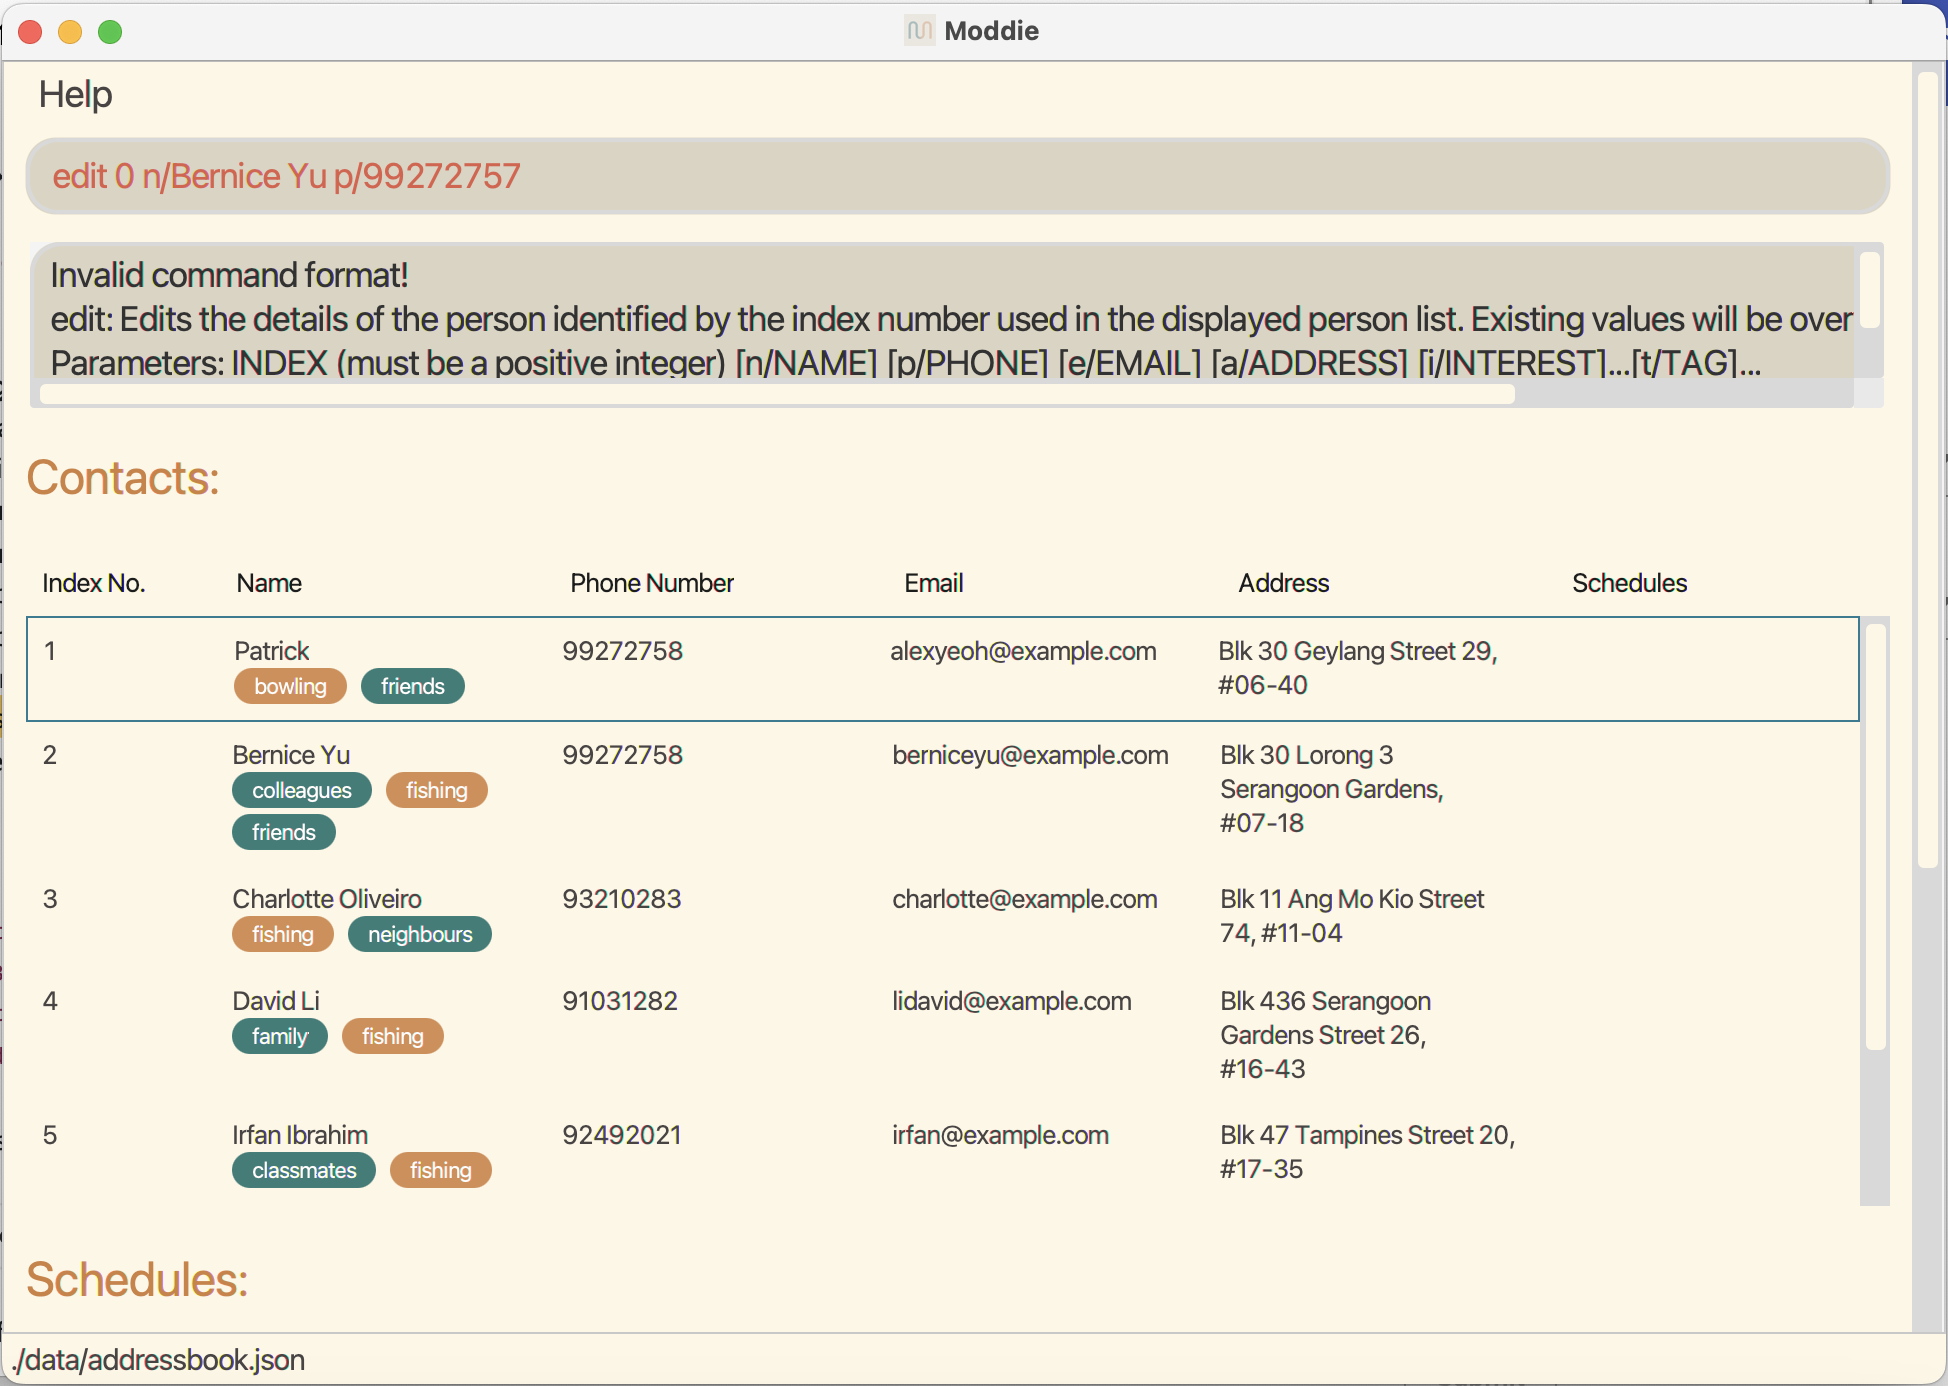 Moddie
Help
edit 0 n/Bernice Yu p/99272757
Invalid command format!
edit: Edits the details of the person identified by the index number used in the displayed person list. Existing values will be over
Parameters: INDEX (must be a positive integer) [n/NAME] [p/PHONE] [e/EMAIL] [a/ADDRESS] [i/INTEREST]...[t/TAG]...
Contacts:
Index No. Name Phone Number Email Address Schedules
1 Patrick 99272758 alexyeoh@example.com Blk 30 Geylang Street 29,
bowling friends #06-40
2 Bernice Yu 99272758 berniceyu@example.com Blk 30 Lorong 3
colleagues fishing Serangoon Gardens,
friends #07-18
3 Charlotte Oliveiro 93210283 charlotte@example.com Blk 11 Ang Mo Kio Street
fishing neighbours 74, #11-04
4 David Li 91031282 lidavid@example.com Blk 436 Serangoon
family fishing Gardens Street 26,
#16-43
5 Irfan Ibrahim 92492021 irfan@example.com Blk 47 Tampines Street 20,
classmates fishing #17-35
Schedules:
./data/addressbook.json